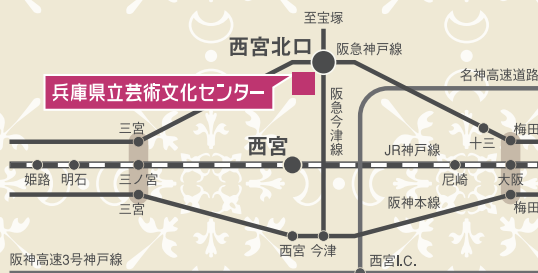 至宝塚
西宮北口
阪急神戸線
兵庫県立芸術文化センター
名神高速道路
阪急今津線
三宮
西宮
十三
梅田
JR神戸線
姫路
明石
三ノ宮
尼崎
大阪
三宮
阪神本線
梅田
西宮
今津
阪神高速3号神戸線
西宮I.C.